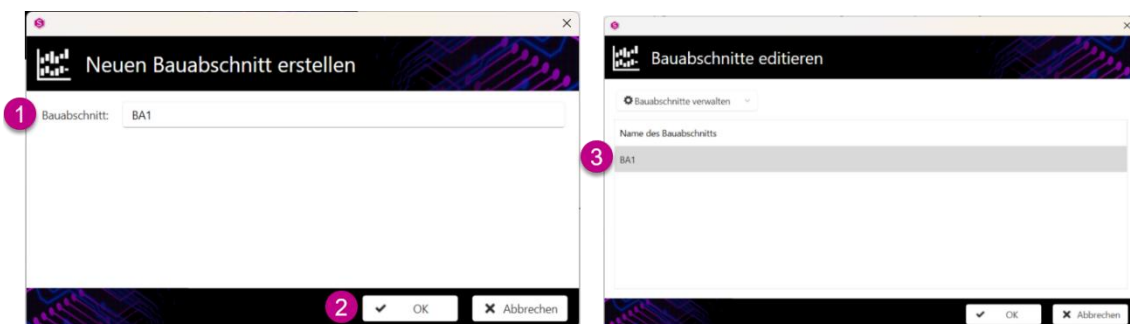 Neuen Bauabschnitt erstellen
1 Bauabschnitt: BA1
2 OK Abbrechen
Bauabschnitte editieren
Bauabschnitte verwalten
Name des Bauabschnitts
3 BA1
OK Abbrechen